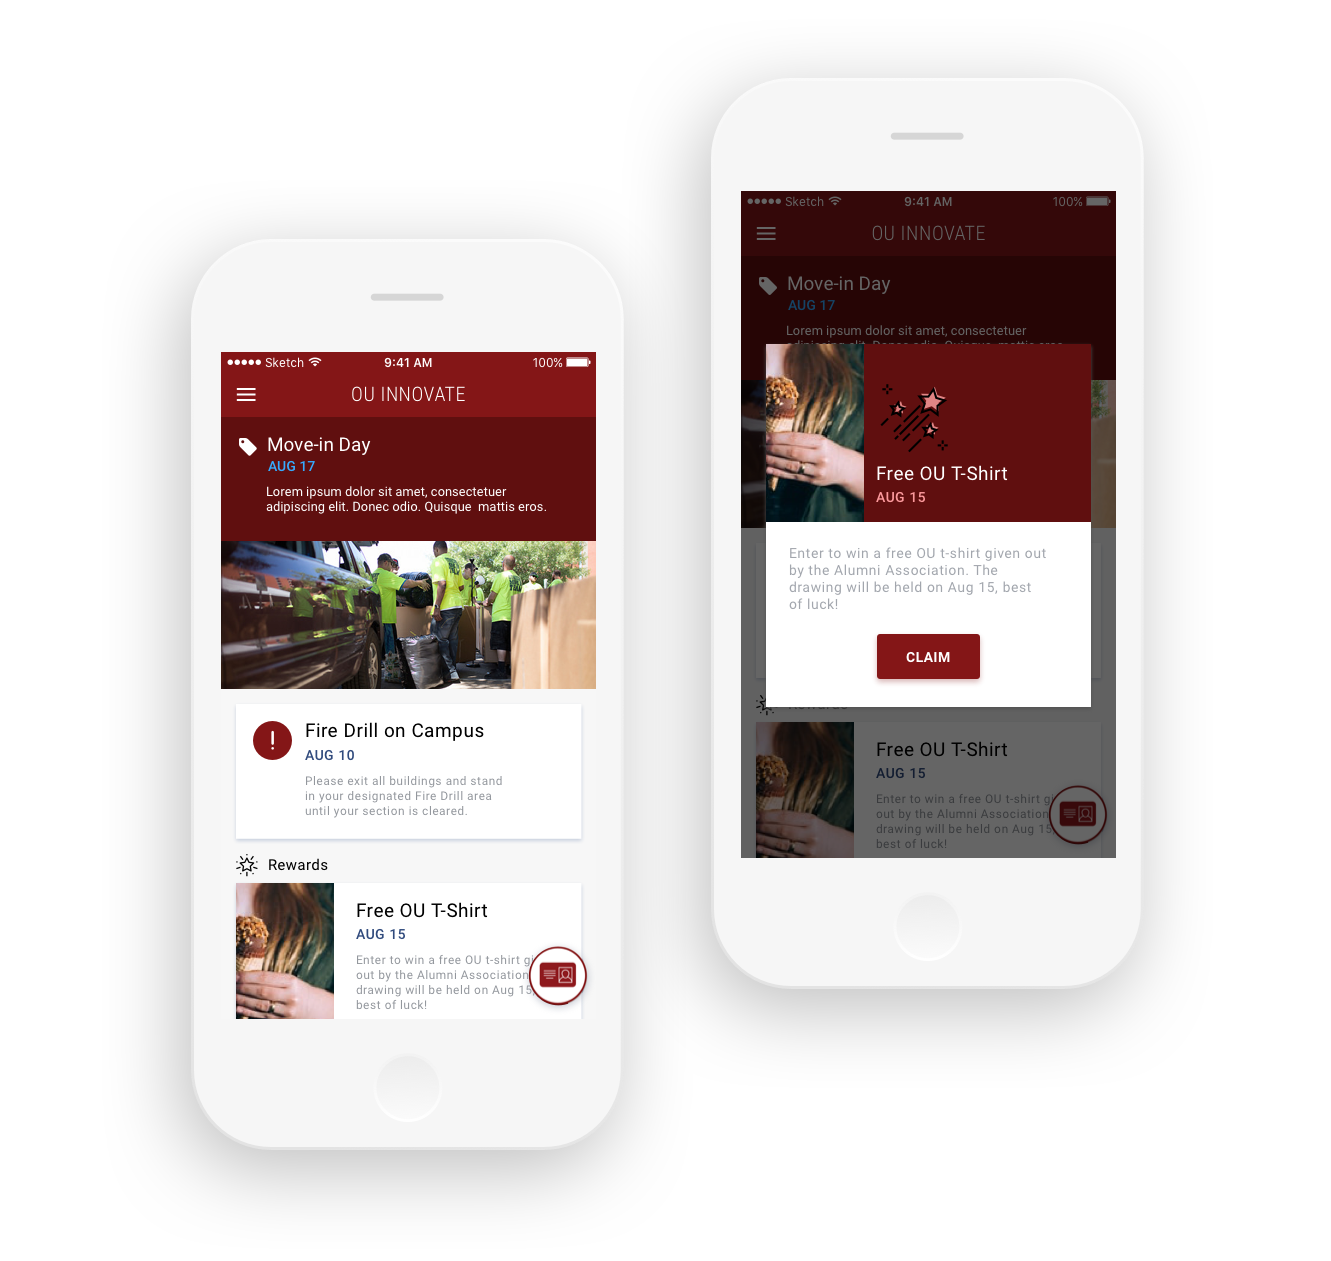 Sketch 9:41 AM 100%
OU INNOVATE
Move-in Day
AUG 17
Lorem ipsum dolor sit amet, consectetuer
adipiscing elit. Donec odio. Quisque mattis eros.
!
Fire Drill on Campus
AUG 10
Please exit all buildings and stand
in your designated Fire Drill area
until your section is cleared.
Rewards
Free OU T-Shirt
AUG 15
Enter to win a free OU t-shirt
out by the Alumni Association
drawing will be held on Aug 15,
best of luck!
Sketch 9:41 AM 100%
OU INNOVATE
Move-in Day
AUG 17
Lorem ipsum dolor sit amet, consectetuer
Free OU T-Shirt
AUG 15
Enter to win a free OU t-shirt given out
by the Alumni Association. The
drawing will be held on Aug 15, best
of luck!
CLAIM
Free OU T-Shirt
AUG 15
Enter to win a free OU t-shirt
out by the Alumni Association
drawing will be held on Aug 15
best of luck!